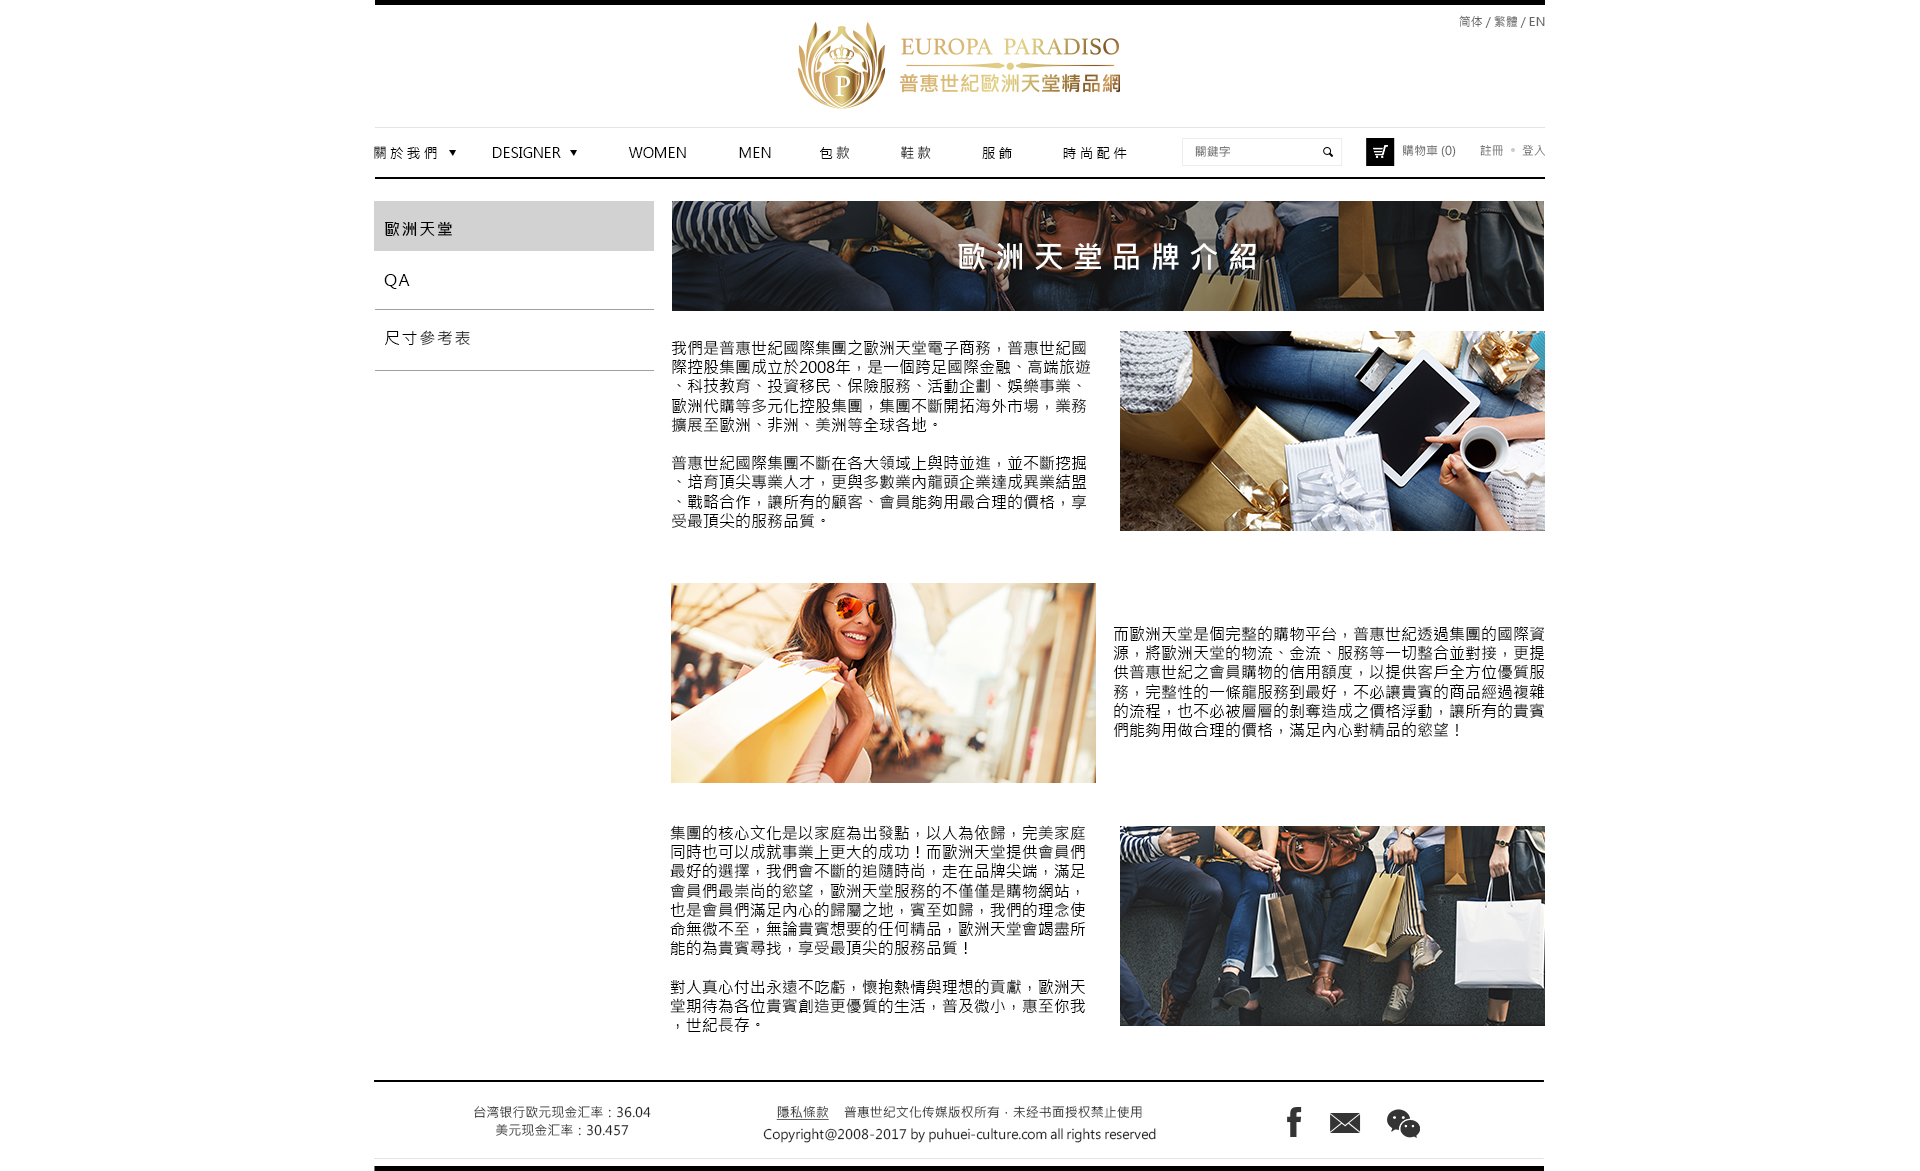 简体 / 繁體 / EN
EUROPA PARADISO
普惠世紀歐洲天堂精品網
P
關於我們 ▼ DESIGNER ▼ WOMEN MEN 包款 鞋款 服飾 時尚配件 關鍵字 購物車 (0) 註冊 • 登入
歐洲天堂
QA
尺寸參考表
歐洲天堂品牌介紹
我們是普惠世紀國際集團之歐洲天堂電子商務，普惠世紀國
際控股集團成立於2008年，是一個跨足國際金融、高端旅遊
、科技教育、投資移民、保險服務、活動企劃、娛樂事業、
歐洲代購等多元化控股集團，集團不斷開拓海外市場，業務
擴展至歐洲、非洲、美洲等全球各地。
普惠世紀國際集團不斷在各大領域上與時並進，並不斷挖掘
、培育頂尖專業人才，更與多數業內龍頭企業達成異業結盟
、戰略合作，讓所有的顧客、會員能夠用最合理的價格，享
受最頂尖的服務品質。
而歐洲天堂是個完整的購物平台，普惠世紀透過集團的國際資
源，將歐洲天堂的物流、金流、服務等一切整合並對接，更提
供普惠世紀之會員購物的信用額度，以提供客戶全方位優質服
務，完整性的一條龍服務到最好，不必讓貴賓的商品經過複雜
的流程，也不必被層層的剝奪造成之價格浮動，讓所有的貴賓
們能夠用做合理的價格，滿足內心對精品的慾望！
集團的核心文化是以家庭為出發點，以人為依歸，完美家庭
同時也可以成就事業上更大的成功！而歐洲天堂提供會員們
最好的選擇，我們會不斷的追隨時尚，走在品牌尖端，滿足
會員們最崇尚的慾望，歐洲天堂服務的不僅僅是購物網站，
也是會員們滿足內心的歸屬之地，賓至如歸，我們的理念使
命無微不至，無論貴賓想要的任何精品，歐洲天堂會竭盡所
能的為貴賓尋找，享受最頂尖的服務品質！
對人真心付出永遠不吃虧，懷抱熱情與理想的貢獻，歐洲天
堂期待為各位貴賓創造更優質的生活，普及微小，惠至你我
，世紀長存。
台湾银行欧元现金汇率：36.04
美元现金汇率：30.457
隱私條款 普惠世纪文化传媒版权所有．未经书面授权禁止使用
Copyright@2008-2017 by puhuei-culture.com all rights reserved